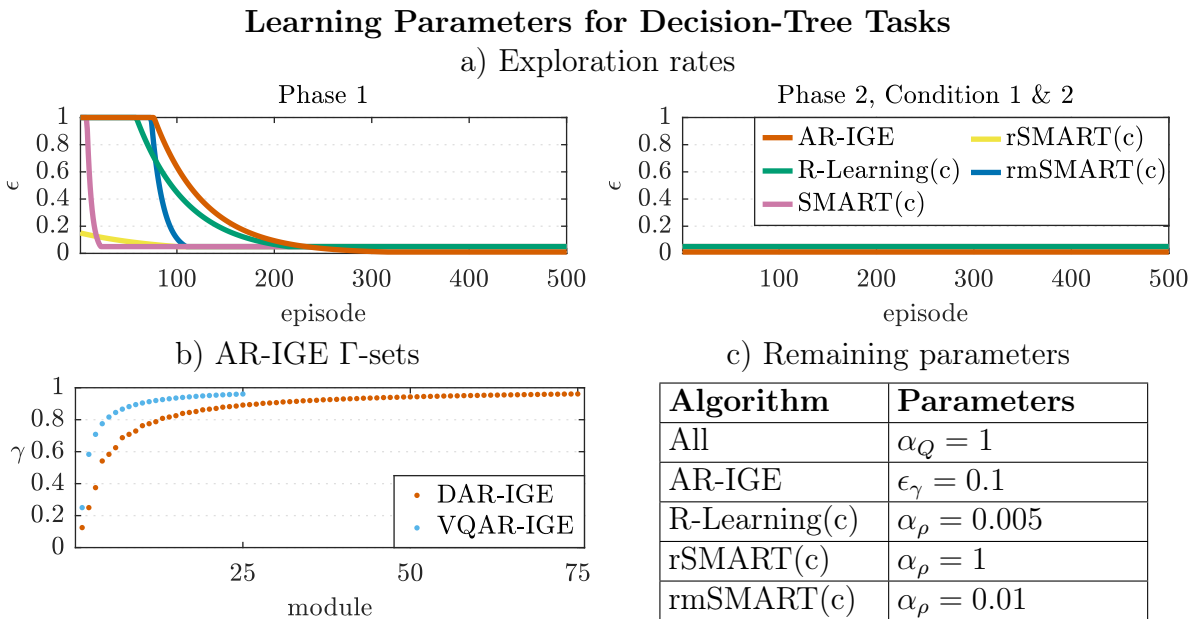 Learning Parameters for Decision-Tree Tasks
a) Exploration rates
Phase 1
1
0.8
0.6
0.4
0.2
0
ϵ
100
200
300
400
500
episode
Phase 2, Condition 1 & 2
1
0.8
0.6
0.4
0.2
0
ϵ
AR-IGE
R-Learning(c)
SMART(c)
rSMART(c)
rmSMART(c)
100
200
300
400
500
episode
b) AR-IGE Γ-sets
1
0.8
0.6
0.4
0.2
0
γ
DAR-IGE
VQAR-IGE
25
50
75
module
c) Remaining parameters
Algorithm Parameters
All α_Q = 1
AR-IGE ϵ_γ = 0.1
R-Learning(c) α_ρ = 0.005
rSMART(c) α_ρ = 1
rmSMART(c) α_ρ = 0.01